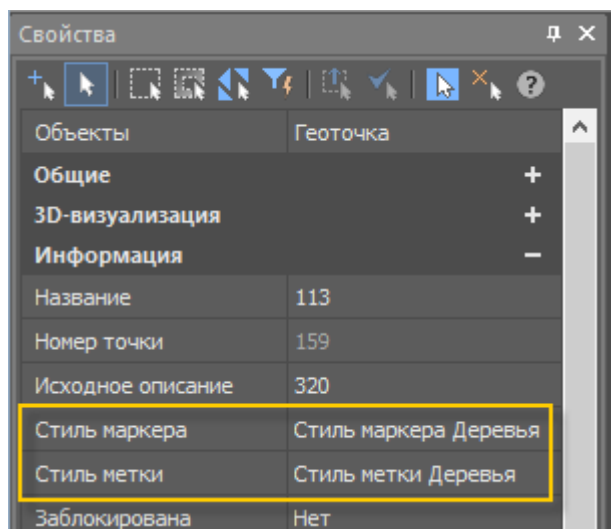 Свойства
Объекты Геоточка
Общие +
3D-визуализация +
Информация −
Название 113
Номер точки 159
Исходное описание 320
Стиль маркера Стиль маркера Деревья
Стиль метки Стиль метки Деревья
Заблокирована Нет